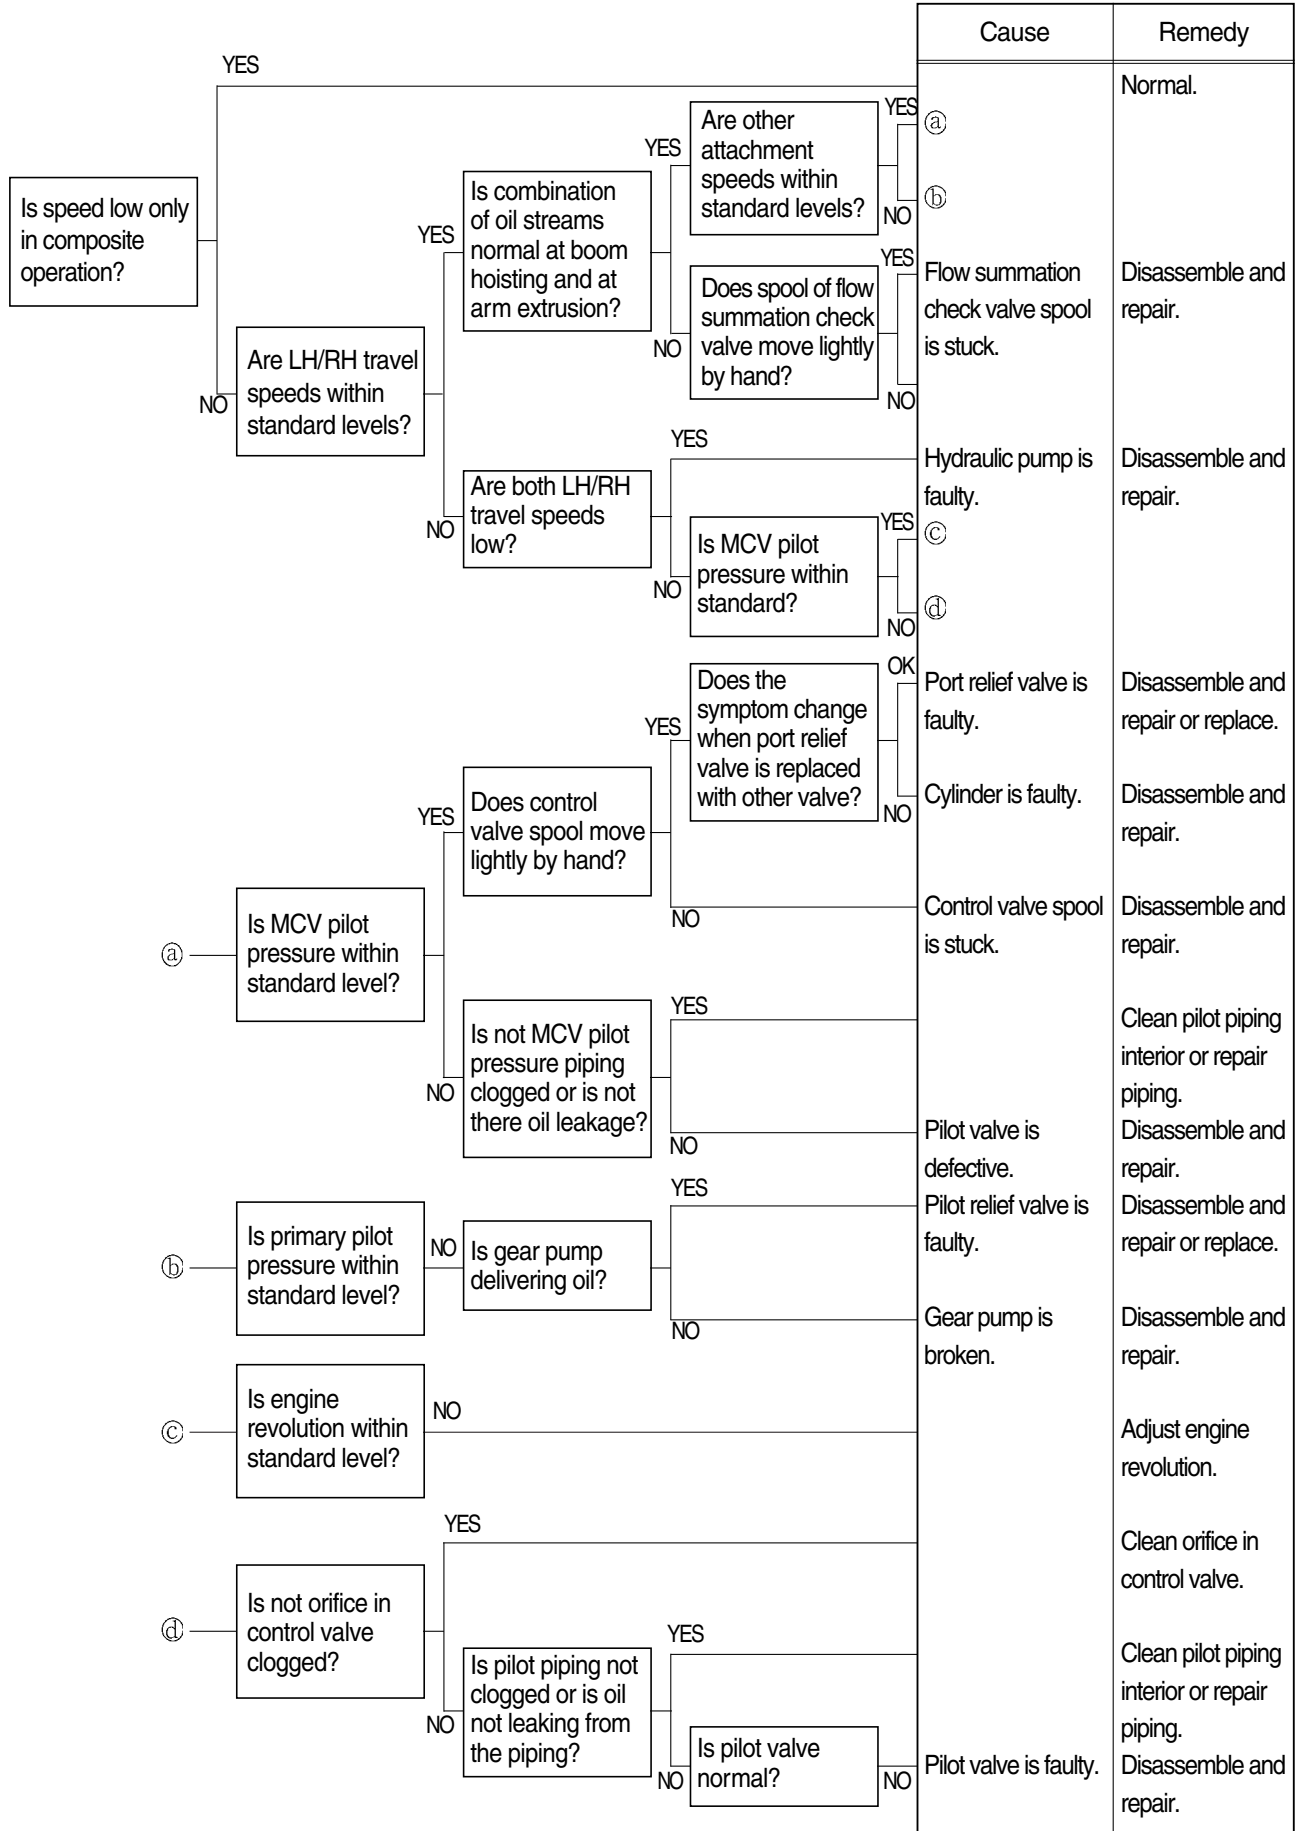 Cause
Remedy
YES
Normal.
Is speed low only
in composite
operation?
NO
Are LH/RH travel
speeds within
standard levels?
YES
Is combination
of oil streams
normal at boom
hoisting and at
arm extrusion?
YES
Are other
attachment
speeds within
standard levels?
YES
ⓐ
NO
ⓑ
NO
Does spool of flow
summation check
valve move lightly
by hand?
YES
NO
Flow summation
check valve spool
is stuck.
Disassemble and
repair.
NO
Are both LH/RH
travel speeds
low?
YES
Hydraulic pump is
faulty.
Disassemble and
repair.
NO
Is MCV pilot
pressure within
standard?
YES
ⓒ
NO
ⓓ
ⓐ
Is MCV pilot
pressure within
standard level?
YES
Does control
valve spool move
lightly by hand?
YES
Does the
symptom change
when port relief
valve is replaced
with other valve?
OK
Port relief valve is
faulty.
Disassemble and
repair or replace.
NO
Cylinder is faulty.
Disassemble and
repair.
NO
Control valve spool
is stuck.
Disassemble and
repair.
NO
Is not MCV pilot
pressure piping
clogged or is not
there oil leakage?
YES
Clean pilot piping
interior or repair
piping.
NO
Pilot valve is
defective.
Disassemble and
repair.
ⓑ
Is primary pilot
pressure within
standard level?
NO
Is gear pump
delivering oil?
YES
Pilot relief valve is
faulty.
Disassemble and
repair or replace.
NO
Gear pump is
broken.
Disassemble and
repair.
ⓒ
Is engine
revolution within
standard level?
NO
Adjust engine
revolution.
ⓓ
Is not orifice in
control valve
clogged?
YES
Clean orifice in
control valve.
NO
Is pilot piping not
clogged or is oil
not leaking from
the piping?
YES
Clean pilot piping
interior or repair
piping.
NO
Is pilot valve
normal?
NO
Pilot valve is faulty.
Disassemble and
repair.